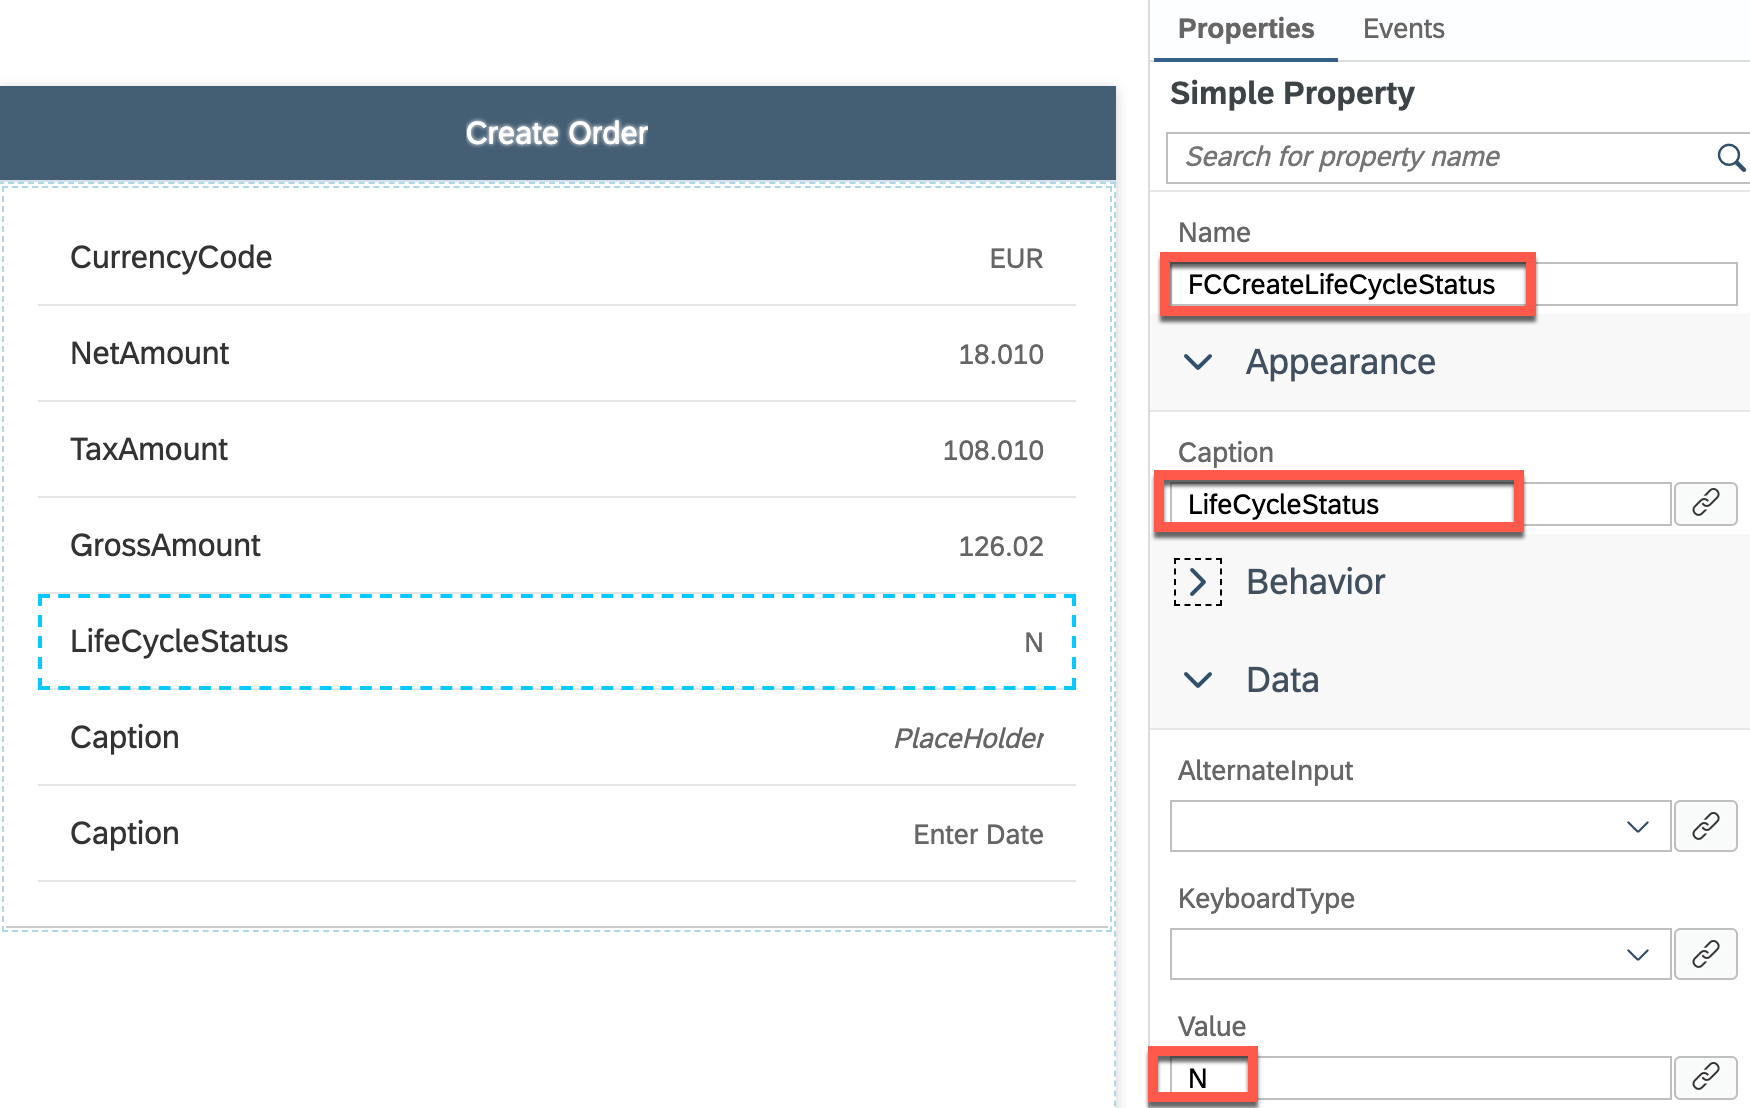 Create Order
CurrencyCode EUR
NetAmount 18.010
TaxAmount 108.010
GrossAmount 126.02
LifeCycleStatus N
Caption PlaceHolder
Caption Enter Date
Properties Events
Simple Property
Search for property name
Name
FCCreateLifeCycleStatus
Appearance
Caption
LifeCycleStatus
Behavior
Data
AlternateInput
KeyboardType
Value
N